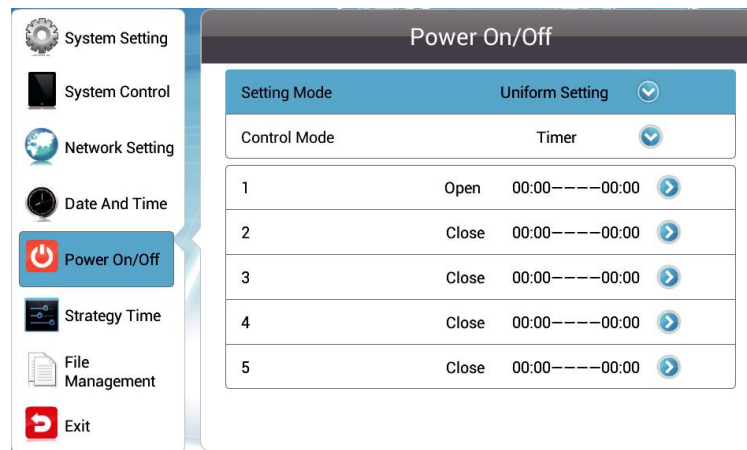 System Setting
System Control
Network Setting
Date And Time
Power On/Off
Strategy Time
File
Management
Exit
Power On/Off
Setting Mode Uniform Setting
Control Mode Timer
1 Open 00:00----00:00
2 Close 00:00----00:00
3 Close 00:00----00:00
4 Close 00:00----00:00
5 Close 00:00----00:00